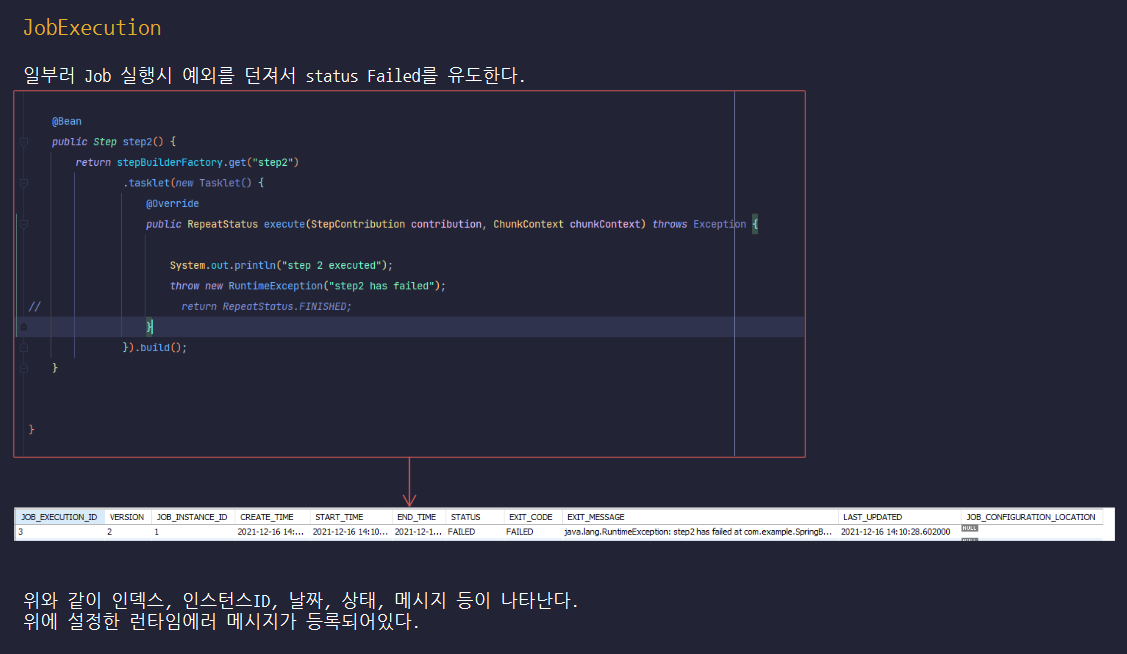 JobExecution
일부러 Job 실행시 예외를 던져서 status Failed를 유도한다.
@Bean
public Step step2() {
return stepBuilderFactory.get("step2")
.tasklet(new Tasklet() {
@Override
public RepeatStatus execute(StepContribution contribution, ChunkContext chunkContext) throws Exception {
System.out.println("step 2 executed");
throw new RuntimeException("step2 has failed");
// return RepeatStatus.FINISHED;
}
}).build();
}
}
JOB_EXECUTION_ID VERSION JOB_INSTANCE_ID CREATE_TIME START_TIME END_TIME STATUS EXIT_CODE EXIT_MESSAGE LAST_UPDATED JOB_CONFIGURATION_LOCATION
3 2 1 2021-12-16 14:... 2021-12-16 14:10... 2021-12-1... FAILED FAILED java.lang.RuntimeException: step2 has failed at com.example.SpringB... 2021-12-16 14:10:28.602000 NULL
NULL
위와 같이 인덱스, 인스턴스ID, 날짜, 상태, 메시지 등이 나타난다.
위에 설정한 런타임에러 메시지가 등록되어있다.